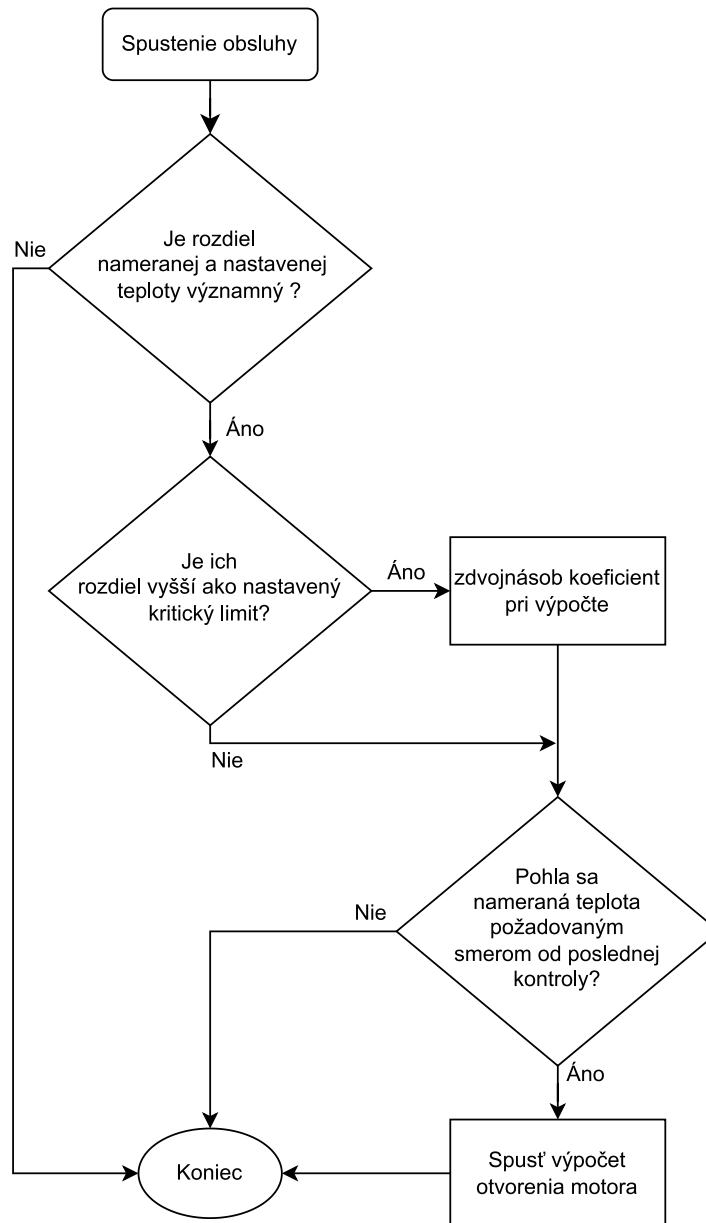 Spustenie obsluhy
Je rozdiel
nameranej a nastavenej
teploty významný ?
Nie
Áno
Je ich
rozdiel vyšší ako nastavený
kritický limit?
Áno
zdvojnásob koeficient
pri výpočte
Nie
Pohla sa
nameraná teplota
požadovaným
smerom od poslednej
kontroly?
Nie
Áno
Spusť výpočet
otvorenia motora
Koniec